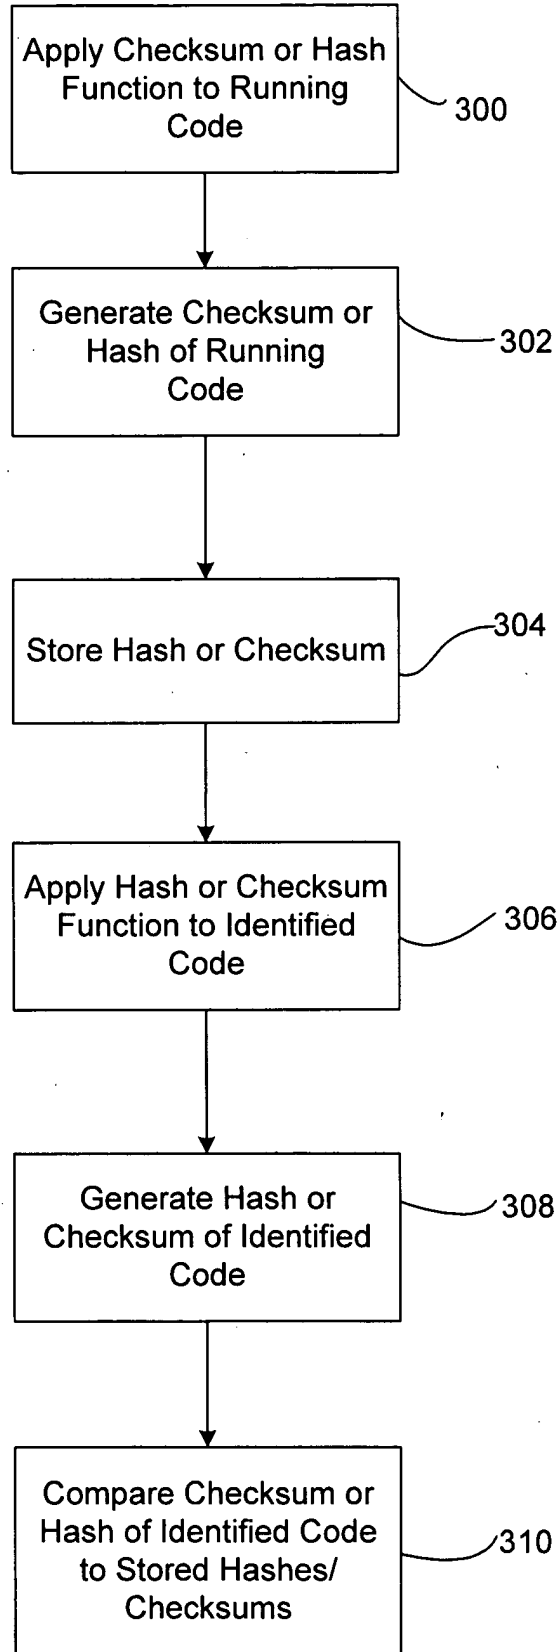 Apply Checksum or Hash
Function to Running
Code
300
Generate Checksum or
Hash of Running
Code
302
Store Hash or Checksum
304
Apply Hash or Checksum
Function to Identified
Code
306
Generate Hash or
Checksum of Identified
Code
308
Compare Checksum or
Hash of Identified Code
to Stored Hashes/
Checksums
310